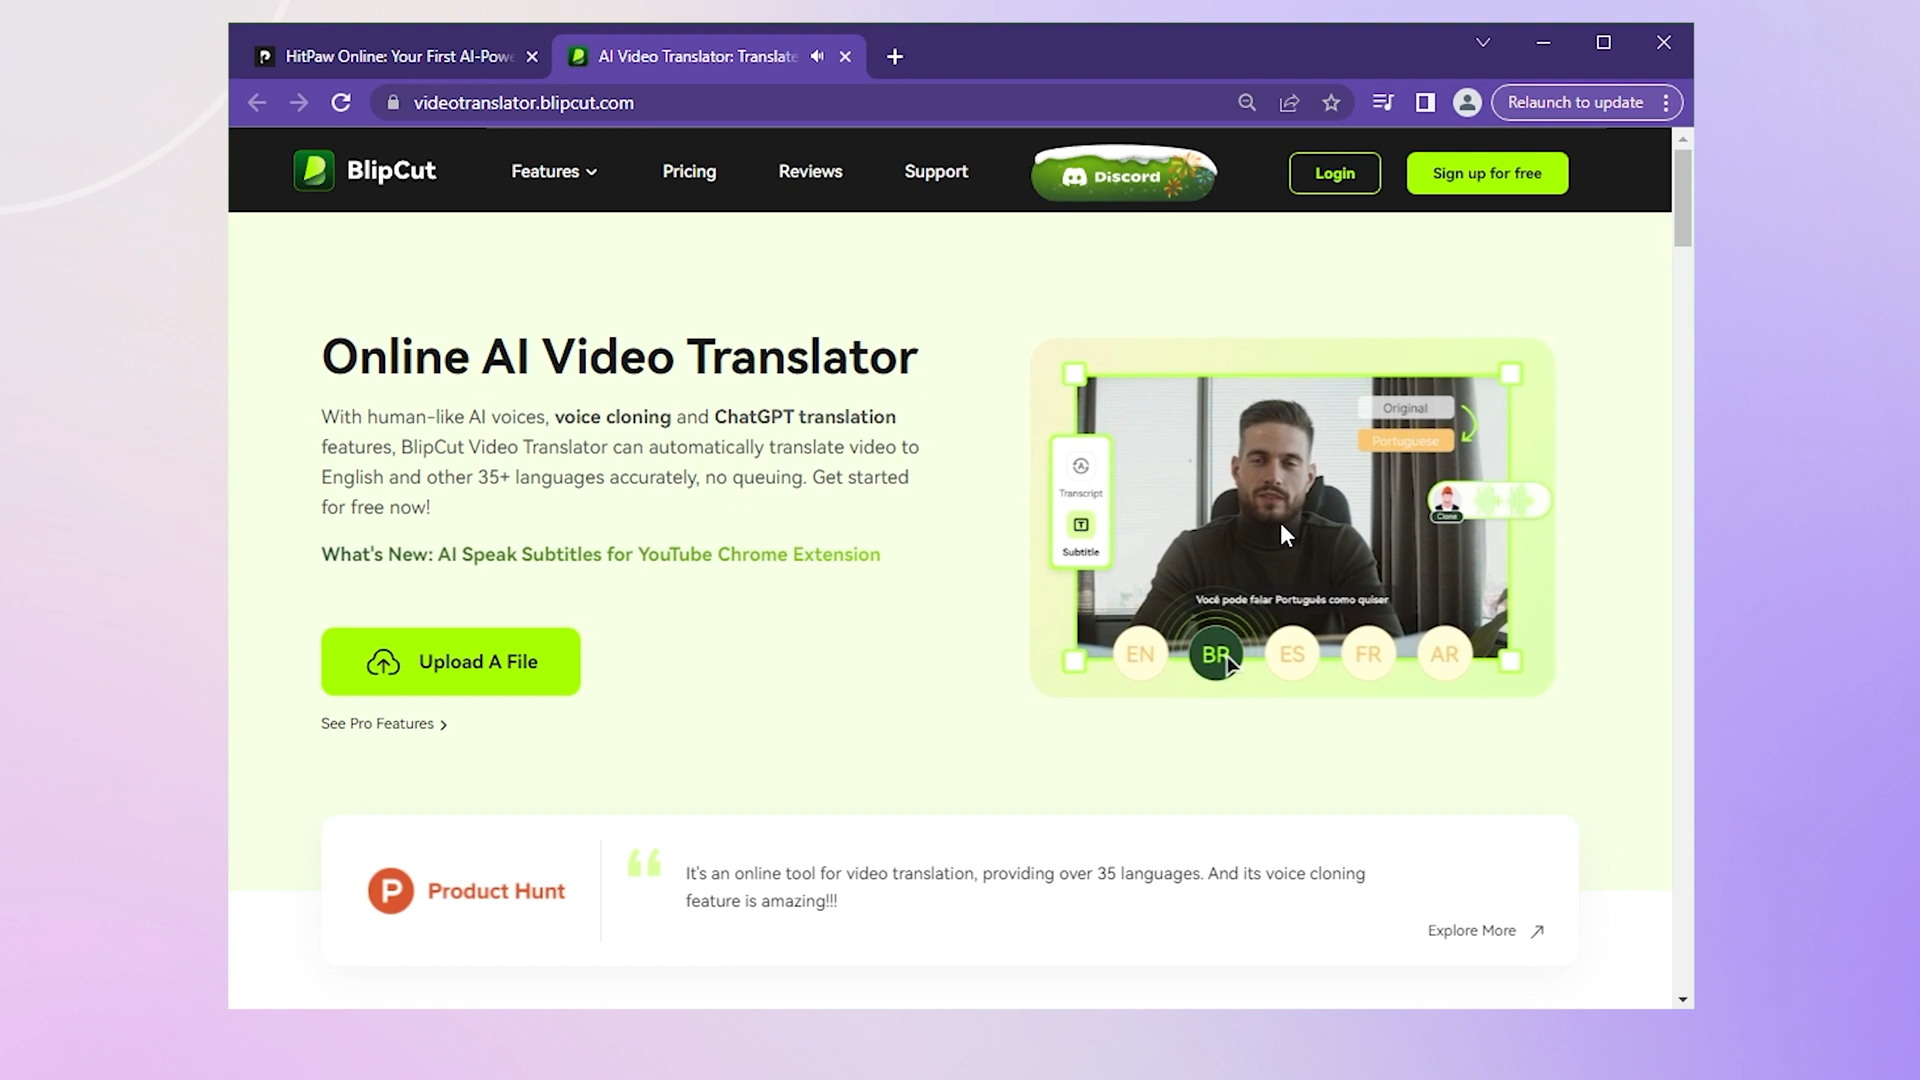 HitPaw Online: Your First AI-Powe
AI Video Translator: Translate
videotranslator.blipcut.com
Relaunch to update
BlipCut
Features
Pricing
Reviews
Support
Discord
Login
Sign up for free
Online AI Video Translator
With human-like AI voices, voice cloning and ChatGPT translation
features, BlipCut Video Translator can automatically translate video to
English and other 35+ languages accurately, no queuing. Get started
for free now!
What's New: AI Speak Subtitles for YouTube Chrome Extension
Upload A File
See Pro Features
Original
Portuguese
Transcript
Subtitle
Clone
Você pode falar Português como quiser
EN
BR
ES
FR
AR
Product Hunt
It's an online tool for video translation, providing over 35 languages. And its voice cloning
feature is amazing!!!
Explore More